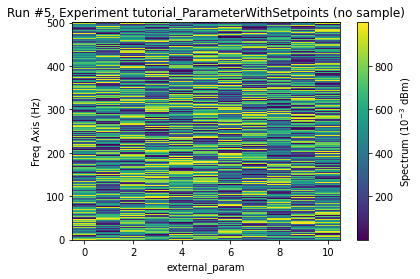 Run #5, Experiment tutorial_ParameterWithSetpoints (no sample)
500
400
300
200
100
0
Freq Axis (Hz)
0 2 4 6 8 10
external_param
800
600
400
200
Spectrum (10⁻³ dBm)